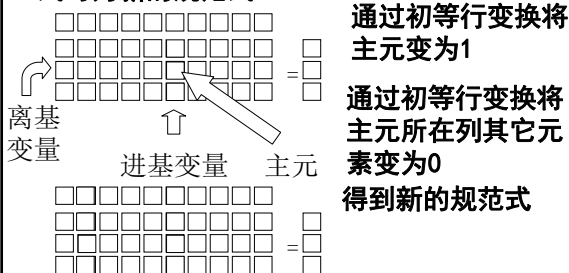 通过初等行变换将
主元变为1
=
通过初等行变换将
主元所在列其它元
素变为0
得到新的规范式
离基
变量
进基变量
主元
=